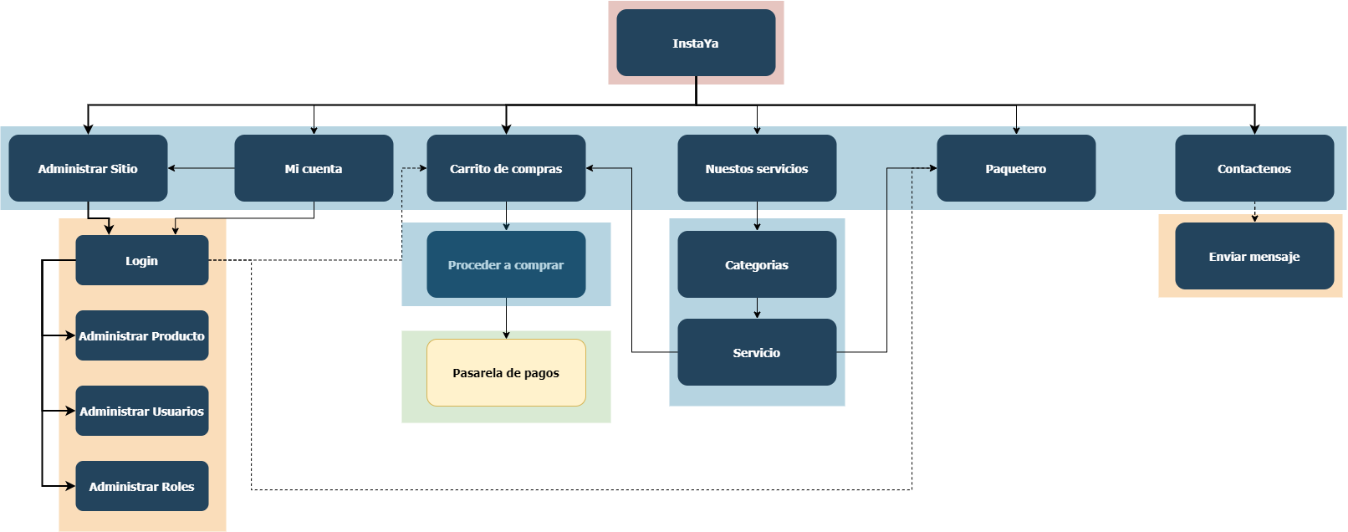 InstaYa
Administrar Sitio
Mi cuenta
Carrito de compras
Nuestos servicios
Paquetero
Contactenos
Login
Proceder a comprar
Categorias
Enviar mensaje
Administrar Producto
Servicio
Pasarela de pagos
Administrar Usuarios
Administrar Roles